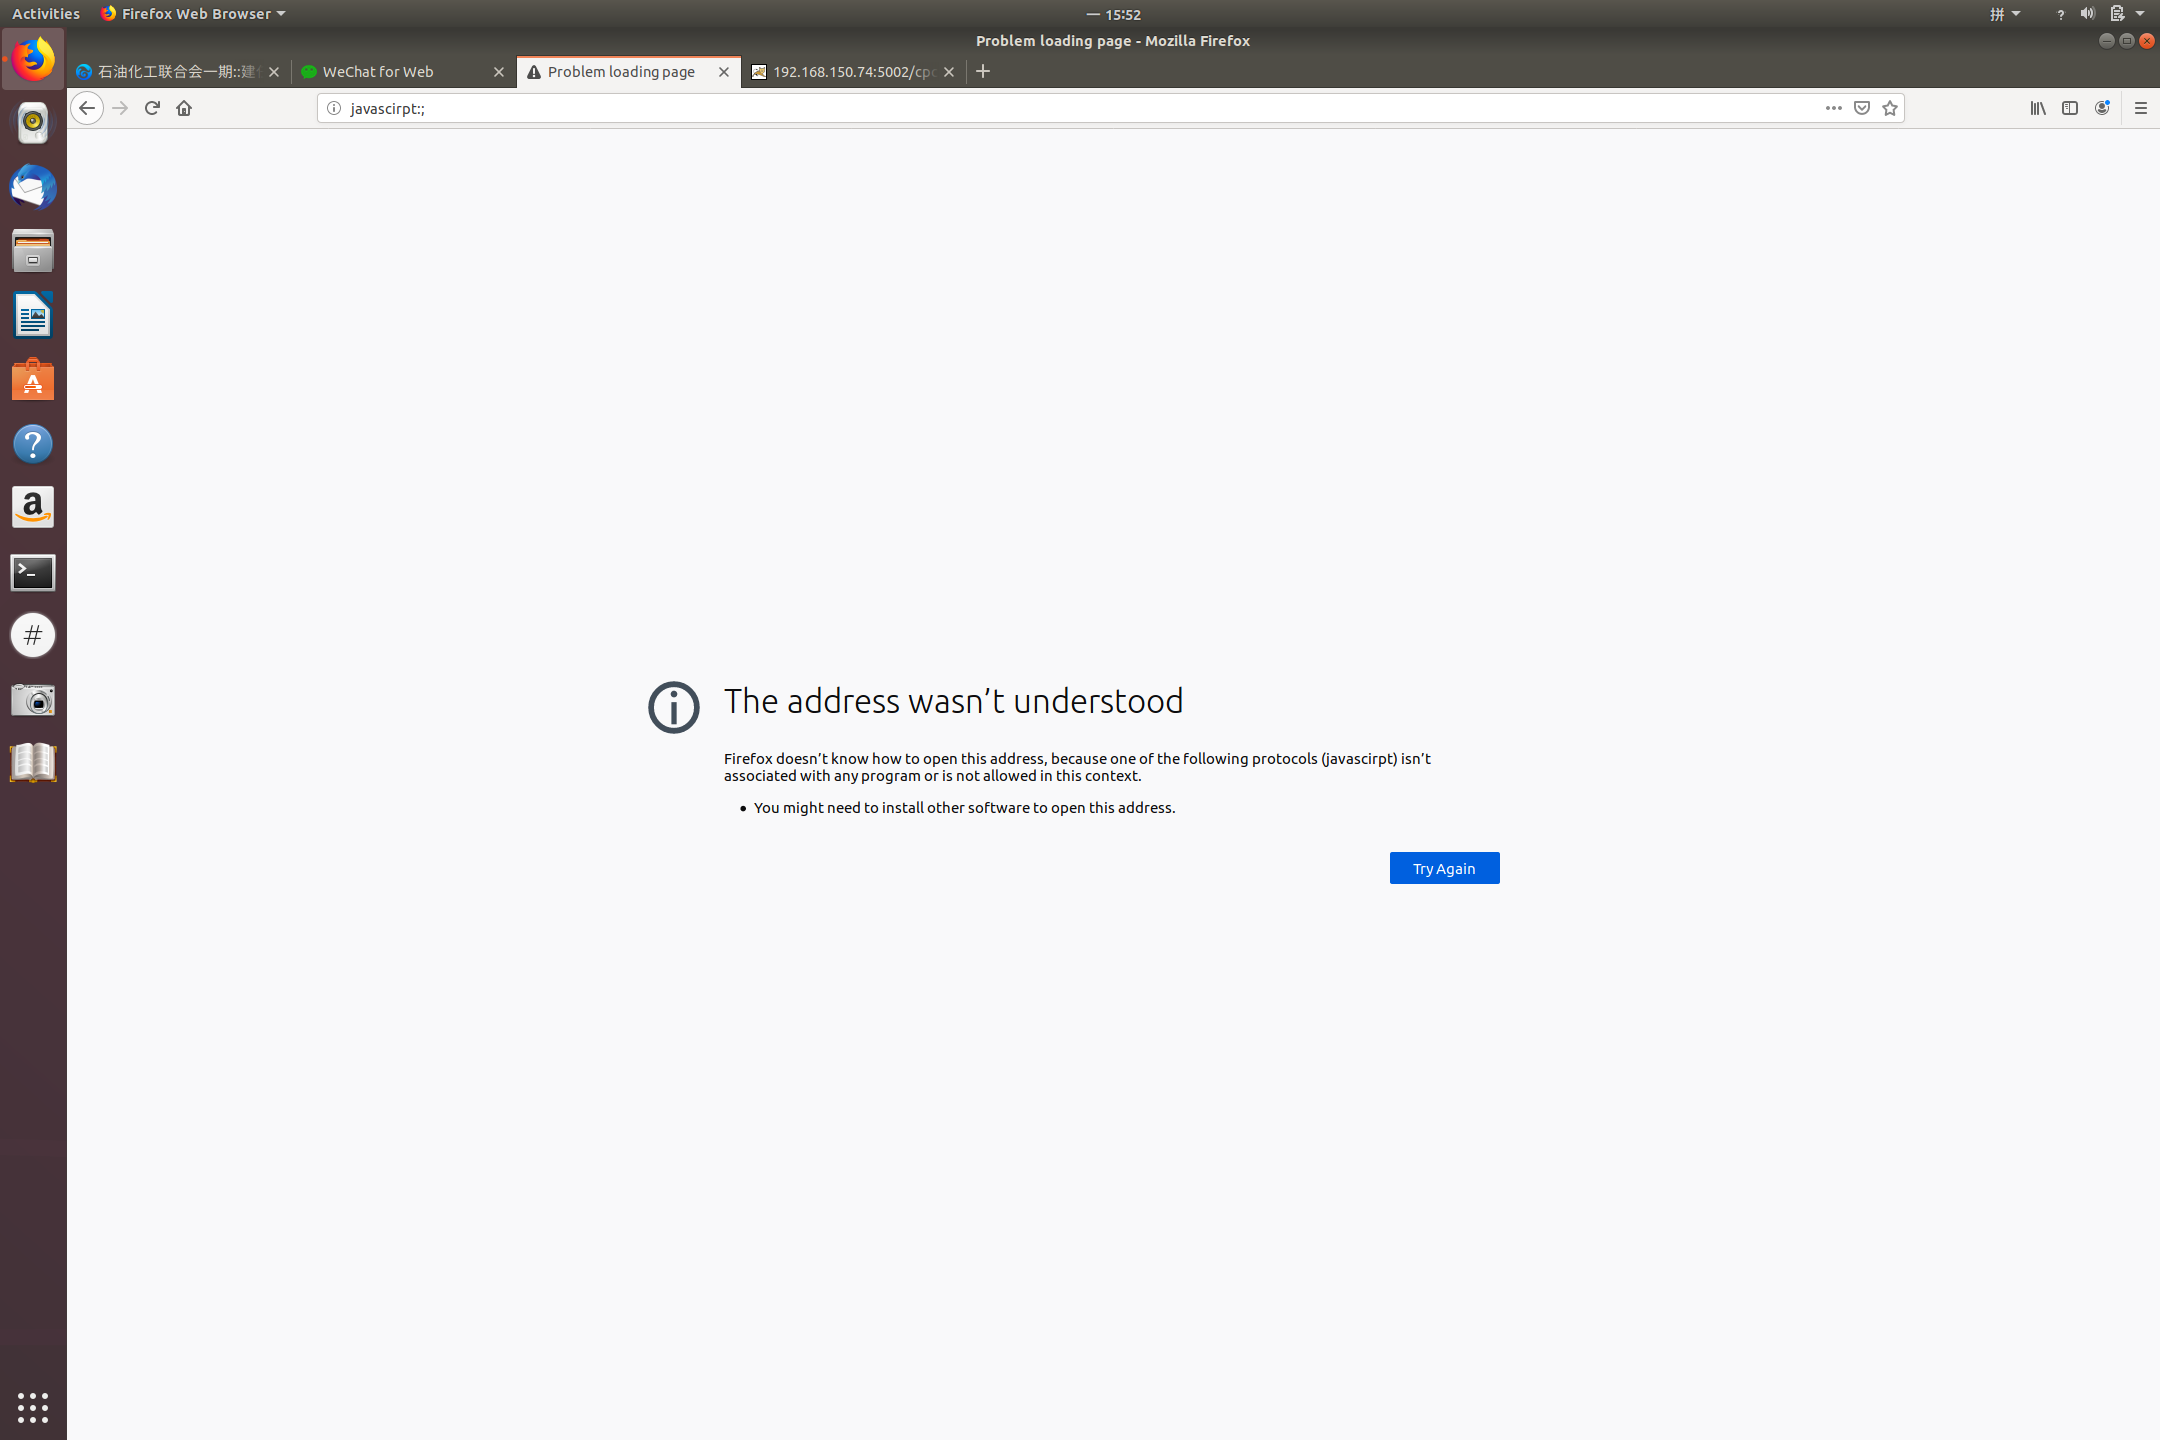 Activities Firefox Web Browser 一 15:52 拼 ?
Problem loading page - Mozilla Firefox
石油化工联合会一期::建 WeChat for Web Problem loading page 192.168.150.74:5002/cp
javascirpt:;
The address wasn’t understood
Firefox doesn’t know how to open this address, because one of the following protocols (javascirpt) isn’t
associated with any program or is not allowed in this context.
• You might need to install other software to open this address.
Try Again